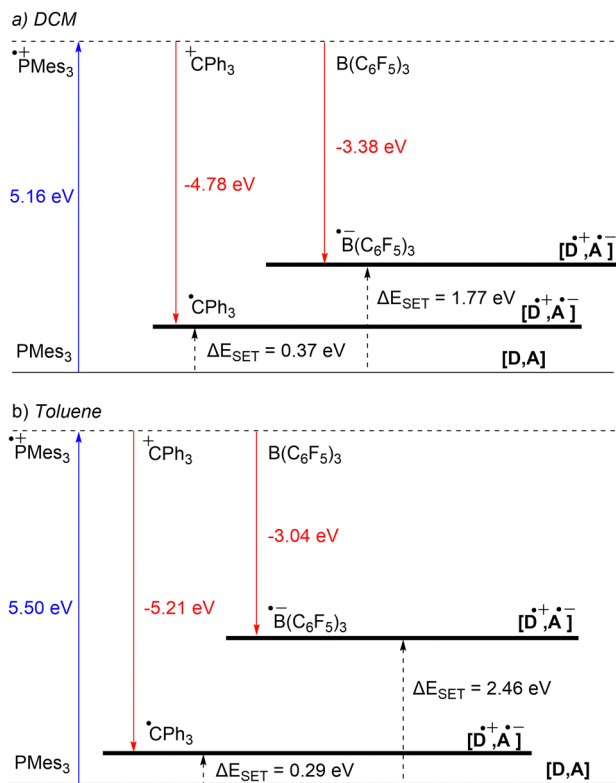 a) DCM
•+
PMes3
+
CPh3
B(C6F5)3
5.16 eV
-4.78 eV
-3.38 eV
•−
B(C6F5)3
[D•+,A•−]
ΔESET = 1.77 eV
•
CPh3
[D•+,A•−]
PMes3
ΔESET = 0.37 eV
[D,A]
b) Toluene
•+
PMes3
+
CPh3
B(C6F5)3
5.50 eV
-5.21 eV
-3.04 eV
•−
B(C6F5)3
[D•+,A•−]
ΔESET = 2.46 eV
•
CPh3
[D•+,A•−]
PMes3
ΔESET = 0.29 eV
[D,A]